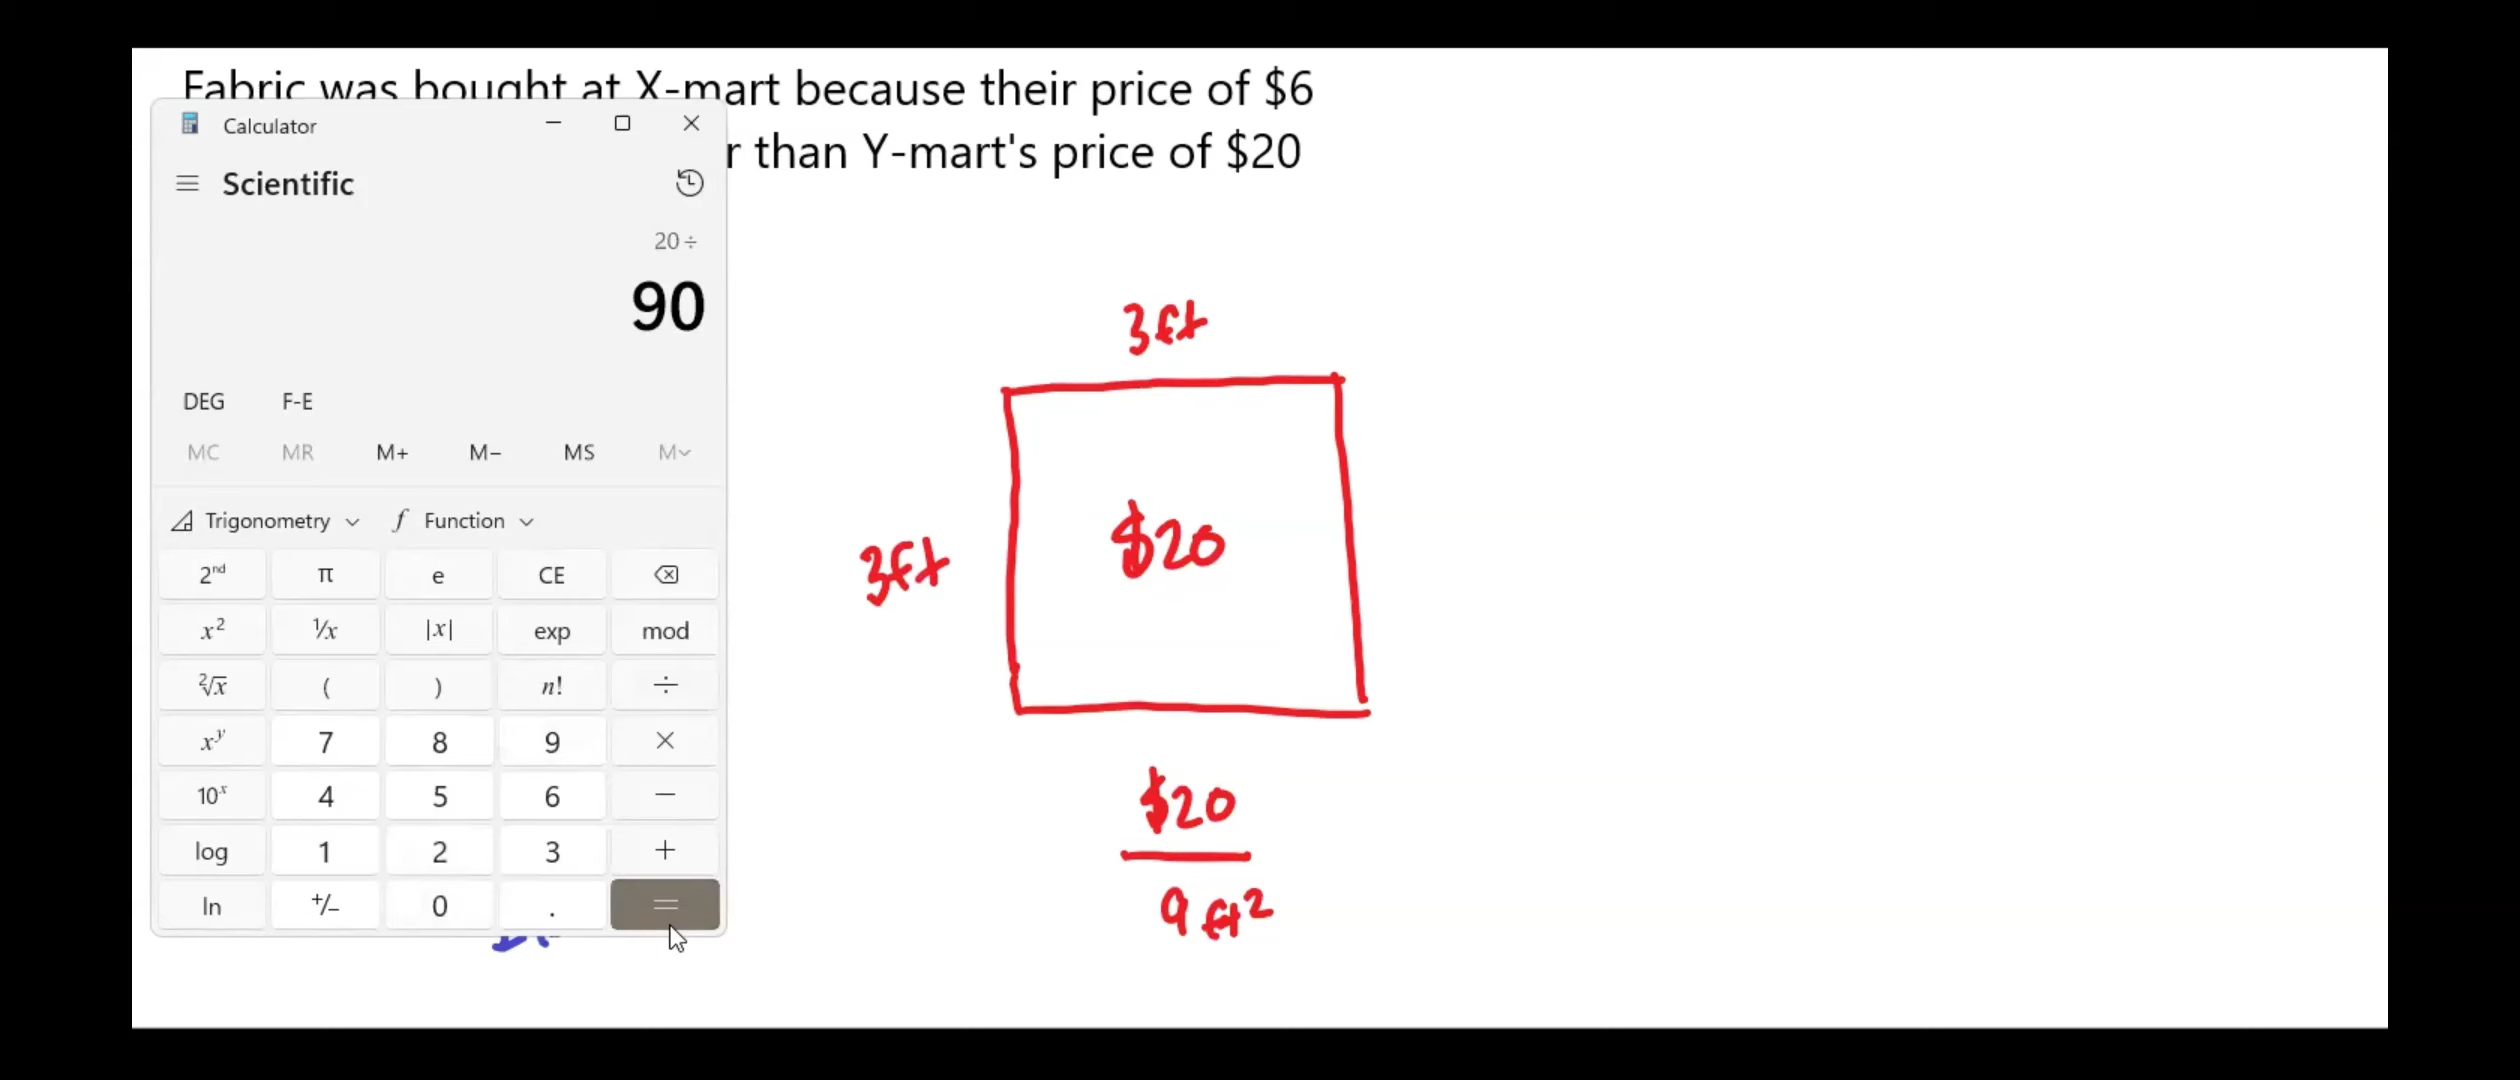 Fabric was bought at X-mart because their price of $6
r than Y-mart's price of $20
Calculator
Scientific
20 ÷
90
DEG F-E
MC MR M+ M− MS M
Trigonometry f Function
2ⁿᵈ π e CE
x² ¹/x |x| exp mod
²√x ( ) n! ÷
xʸ 7 8 9 ×
10ˣ 4 5 6 −
log 1 2 3 +
ln +/− 0 . =
3ft
3ft
$20
$20
9 ft²